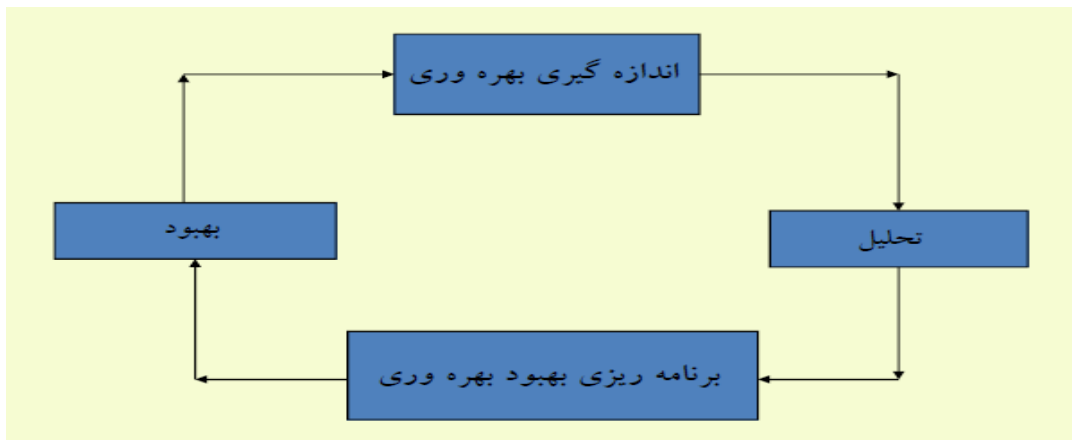 اندازه گیری بهره وری
بهبود
تحلیل
برنامه ریزی بهبود بهره وری